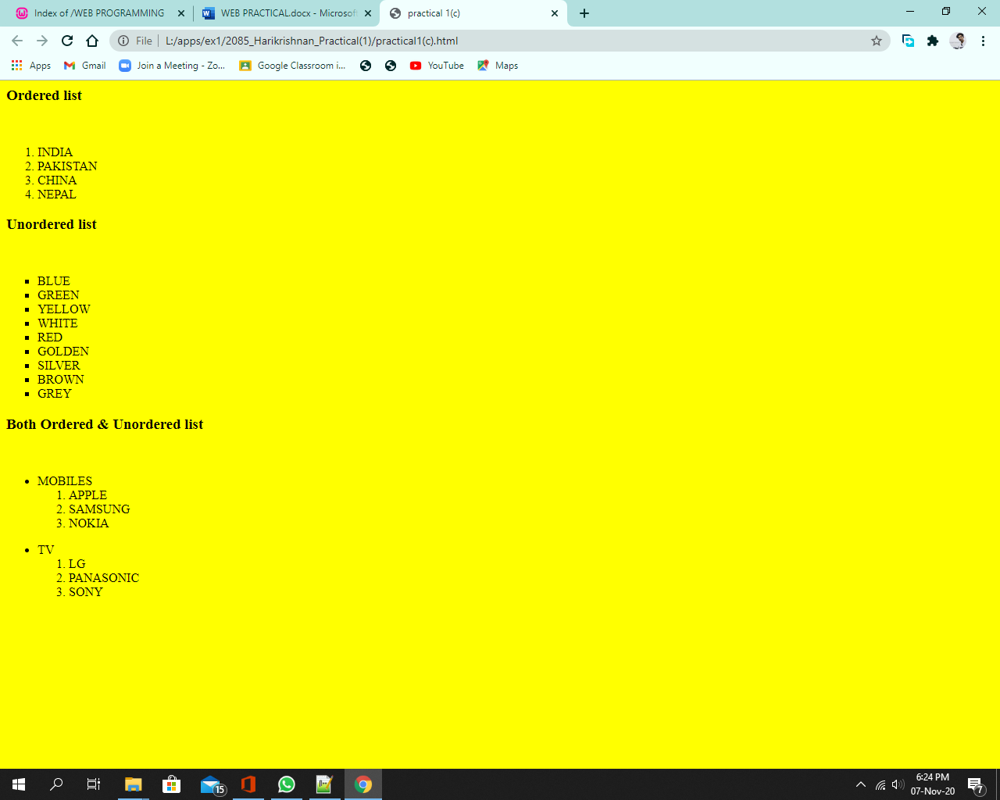 Index of /WEB PROGRAMMING
WEB PRACTICAL.docx - Microsof
practical 1(c)
File
L:/apps/ex1/2085_Harikrishnan_Practical(1)/practical1(c).html
Apps
Gmail
Join a Meeting - Zo...
Google Classroom i...
YouTube
Maps
Ordered list
1. INDIA
2. PAKISTAN
3. CHINA
4. NEPAL
Unordered list
BLUE
GREEN
YELLOW
WHITE
RED
GOLDEN
SILVER
BROWN
GREY
Both Ordered & Unordered list
MOBILES
1. APPLE
2. SAMSUNG
3. NOKIA
TV
1. LG
2. PANASONIC
3. SONY
15
6:24 PM
07-Nov-20
7